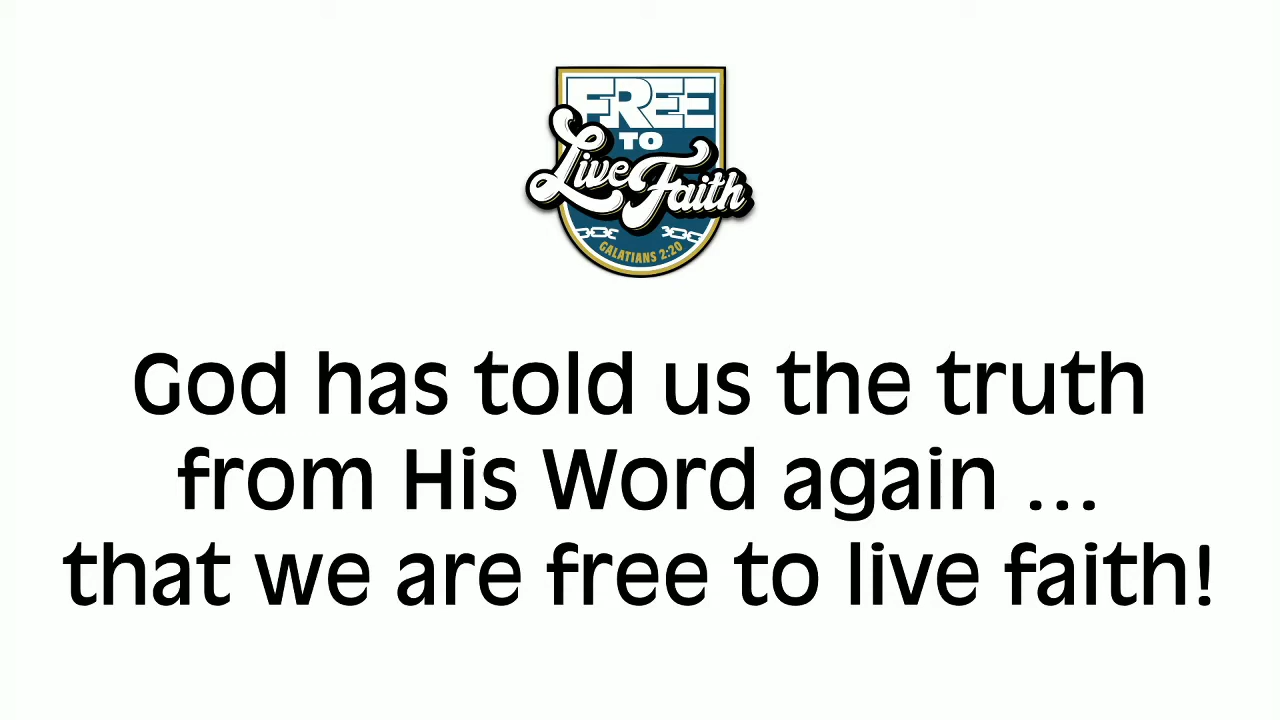 FREE
TO
Live Faith
GALATIANS 2:20
God has told us the truth
from His Word again ...
that we are free to live faith!